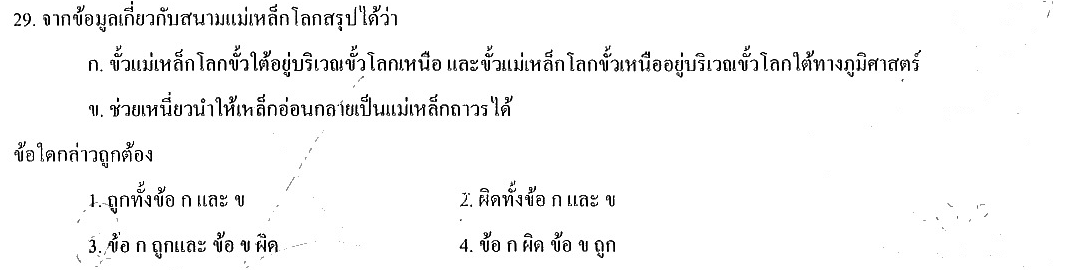 29. จากข้อมูลเกี่ยวกับสนามแม่เหล็กโลกสรุปได้ว่า
ก. ขั้วแม่เหล็กโลกขั้วใต้อยู่บริเวณขั้วโลกเหนือ และขั้วแม่เหล็กโลกขั้วเหนืออยู่บริเวณขั้วโลกใต้ทางภูมิศาสตร์
ข. ช่วยเหนี่ยวนำให้เหล็กอ่อนกลายเป็นแม่เหล็กถาวรได้
ข้อใดกล่าวถูกต้อง
1. ถูกทั้งข้อ ก และ ข 2. ผิดทั้งข้อ ก และ ข
3. ข้อ ก ถูกและ ข้อ ข ผิด 4. ข้อ ก ผิด ข้อ ข ถูก